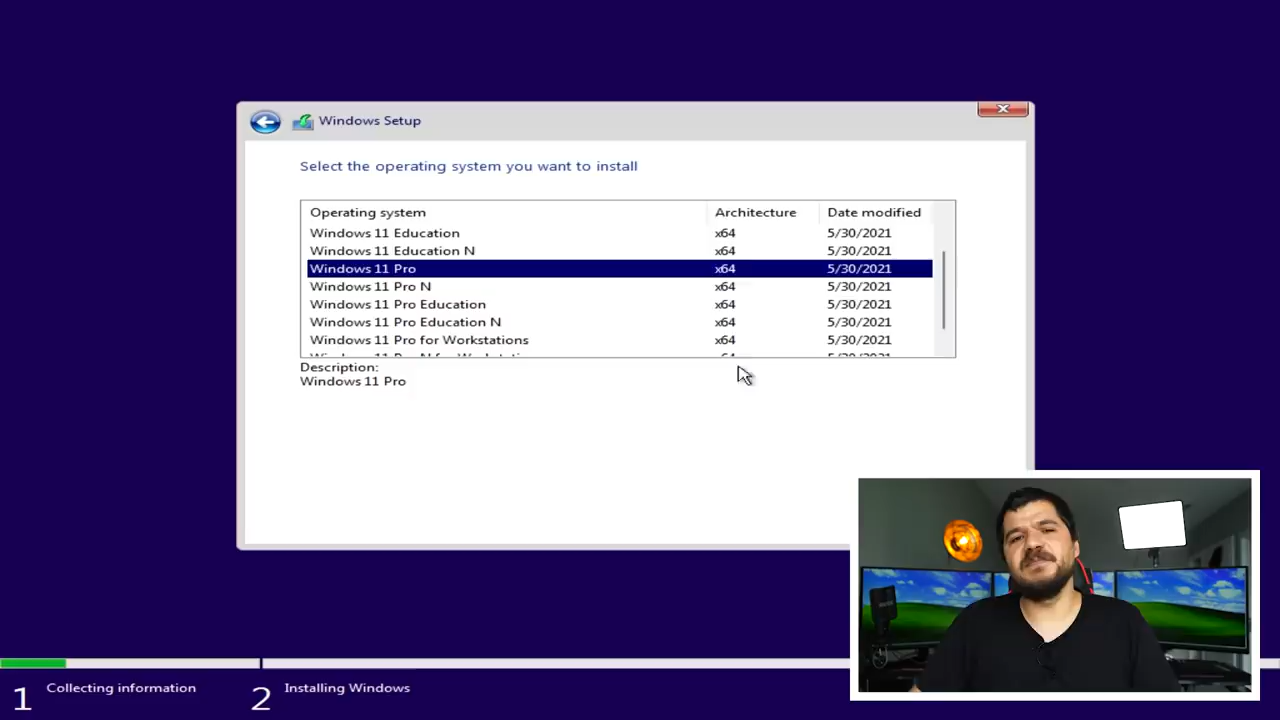 Windows Setup
Select the operating system you want to install
Operating system Architecture Date modified
Windows 11 Education x64 5/30/2021
Windows 11 Education N x64 5/30/2021
Windows 11 Pro x64 5/30/2021
Windows 11 Pro N x64 5/30/2021
Windows 11 Pro Education x64 5/30/2021
Windows 11 Pro Education N x64 5/30/2021
Windows 11 Pro for Workstations x64 5/30/2021
Description:
Windows 11 Pro
1 Collecting information
2 Installing Windows